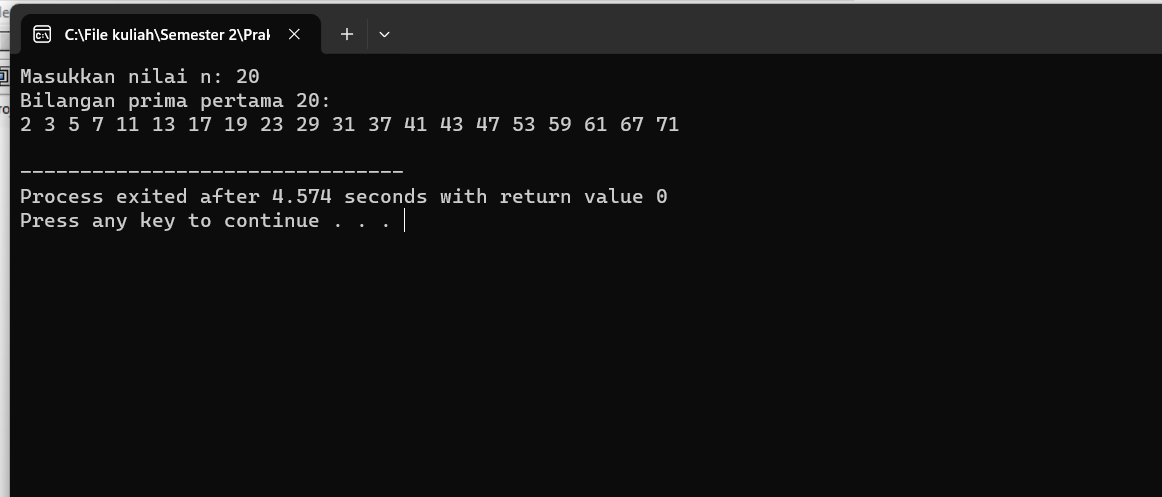 C:\File kuliah\Semester 2\Prak
Masukkan nilai n: 20
Bilangan prima pertama 20:
2 3 5 7 11 13 17 19 23 29 31 37 41 43 47 53 59 61 67 71
--------------------------------
Process exited after 4.574 seconds with return value 0
Press any key to continue . . .